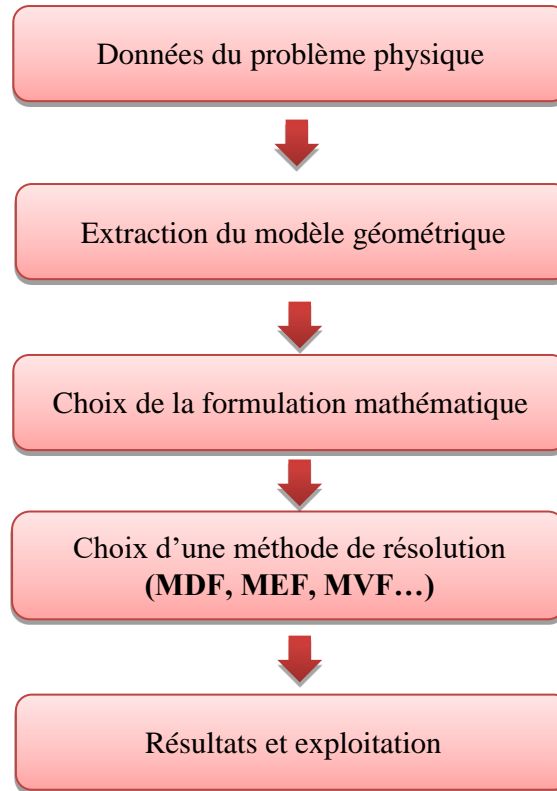 Données du problème physique
Extraction du modèle géométrique
Choix de la formulation mathématique
Choix d’une méthode de résolution
(MDF, MEF, MVF…)
Résultats et exploitation